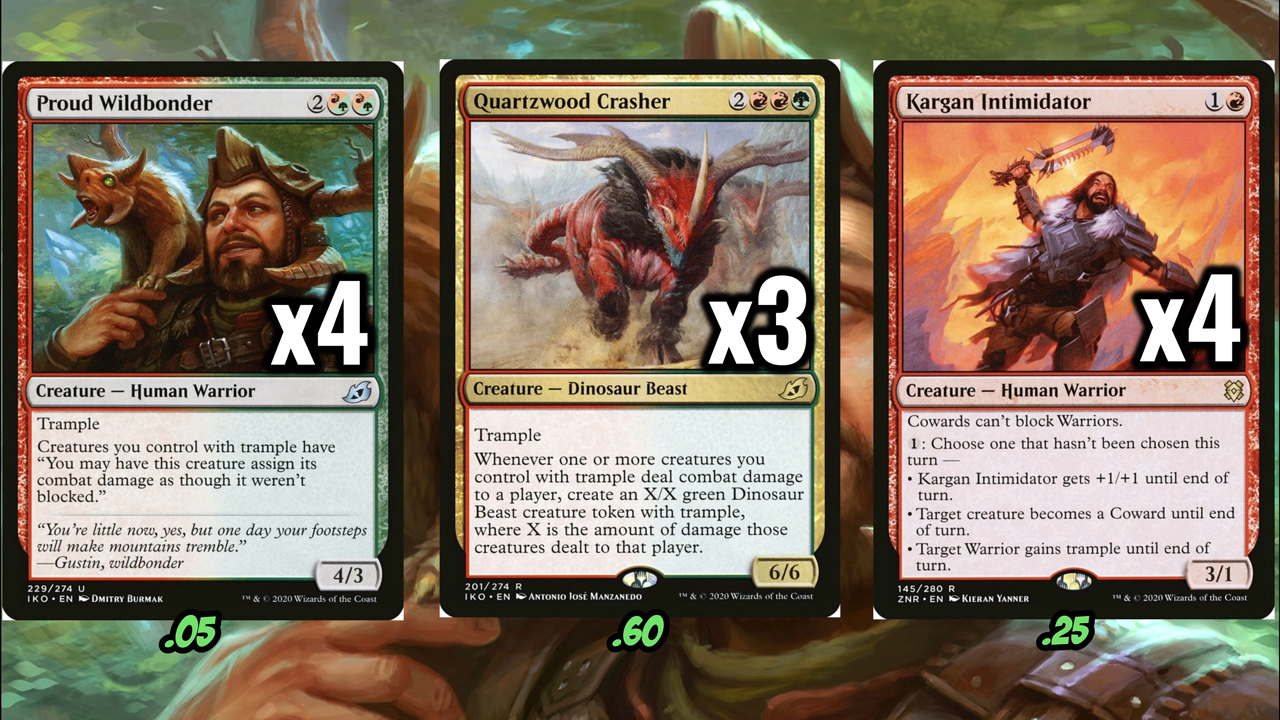 Proud Wildbonder 2
x4
Creature — Human Warrior
Trample
Creatures you control with trample have
“You may have this creature assign its
combat damage as though it weren’t
blocked.”
“You’re little now, yes, but one day your footsteps
will make mountains tremble.”
—Gustin, wildbonder
4/3
229/274 U
IKO • EN Dmitry Burmak ™ & © 2020 Wizards of the Coast
.05
Quartzwood Crasher 2
x3
Creature — Dinosaur Beast
Trample
Whenever one or more creatures you
control with trample deal combat damage
to a player, create an X/X green Dinosaur
Beast creature token with trample,
where X is the amount of damage those
creatures dealt to that player.
6/6
201/274 R
IKO • EN Antonio José Manzanedo ™ & © 2020 Wizards of the Coast
.60
Kargan Intimidator 1
x4
Creature — Human Warrior
Cowards can’t block Warriors.
1: Choose one that hasn’t been chosen this
turn —
• Kargan Intimidator gets +1/+1 until end of
turn.
• Target creature becomes a Coward until end
of turn.
• Target Warrior gains trample until end of
turn.
3/1
145/280 R
ZNR • EN Kieran Yanner ™ & © 2020 Wizards of the Coast
.25